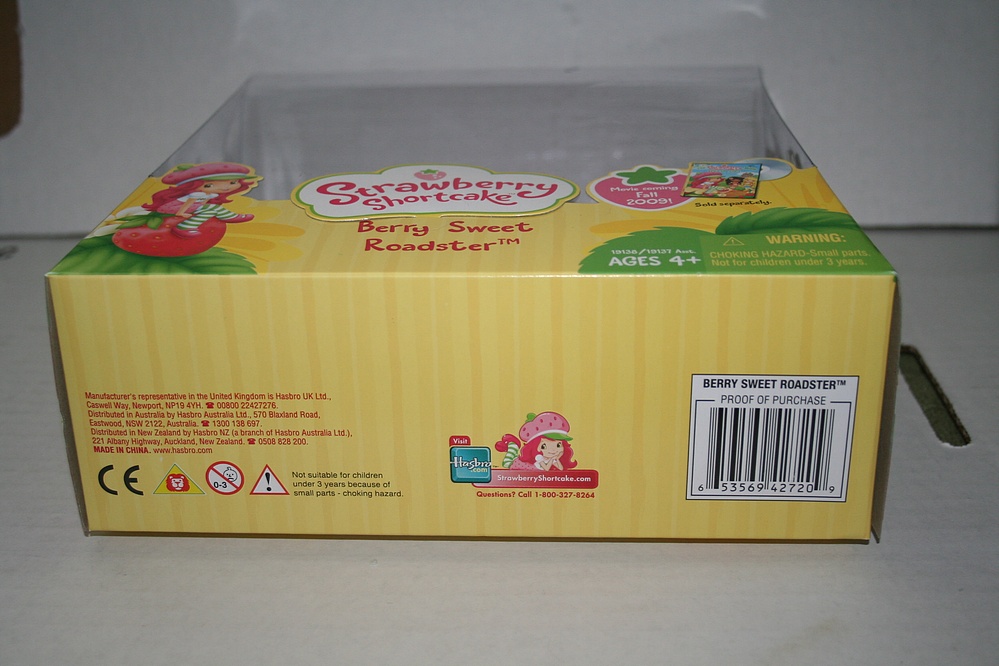 Strawberry
Shortcake™
Berry Sweet
Roadster™
Movie coming
Fall
2009!
Sold separately.
19136/19137 Asst.
AGES 4+
WARNING:
CHOKING HAZARD-Small parts.
Not for children under 3 years.
Manufacturer's representative in the United Kingdom is Hasbro UK Ltd.,
Caswell Way, Newport, NP19 4YH. ☎ 00800 22427276.
Distributed in Australia by Hasbro Australia Ltd., 570 Blaxland Road,
Eastwood, NSW 2122, Australia. ☎ 1300 138 697.
Distributed in New Zealand by Hasbro NZ (a branch of Hasbro Australia Ltd.),
221 Albany Highway, Auckland, New Zealand. ☎ 0508 828 200.
MADE IN CHINA. www.hasbro.com
CE
0-3
Not suitable for children
under 3 years because of
small parts - choking hazard.
Visit
Hasbro
.com
StrawberryShortcake.com
Questions? Call 1-800-327-8264
BERRY SWEET ROADSTER™
PROOF OF PURCHASE
6 53569 42720 9